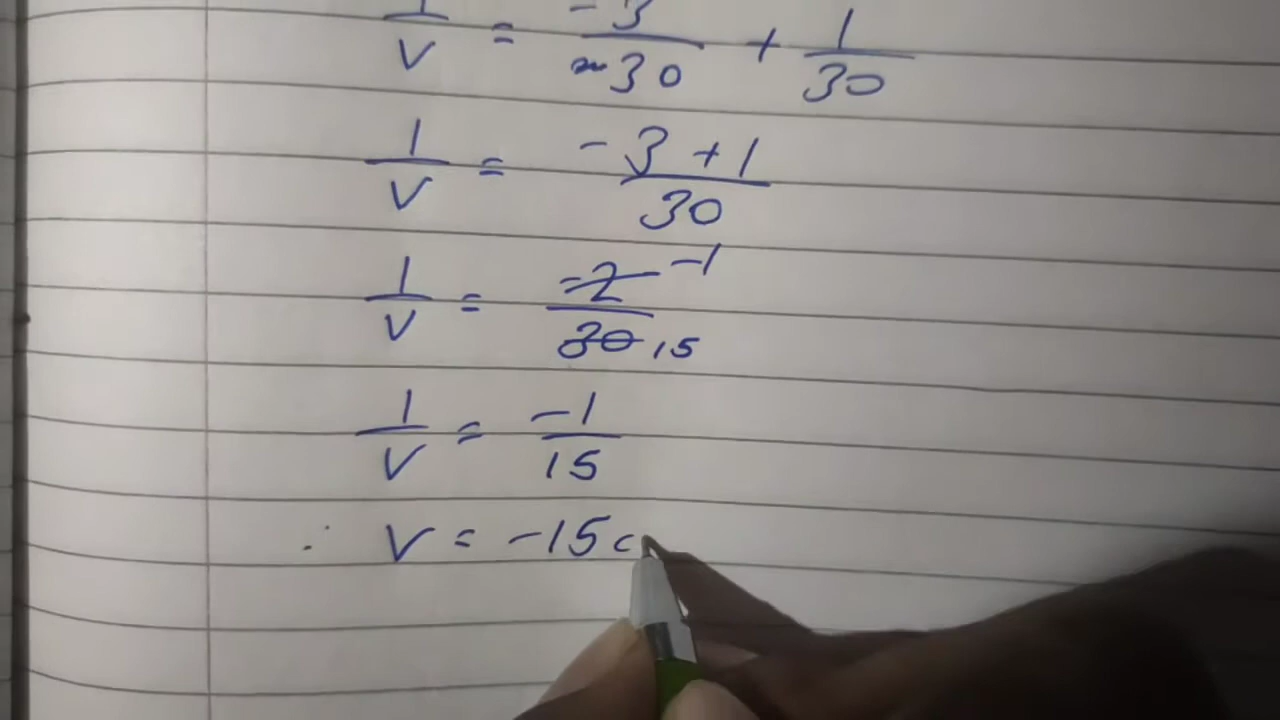 1/v = -3/-30 + 1/30
1/v = -3+1/30
1/v = -2/30 -1/15
1/v = -1/15
∴ v = -15c